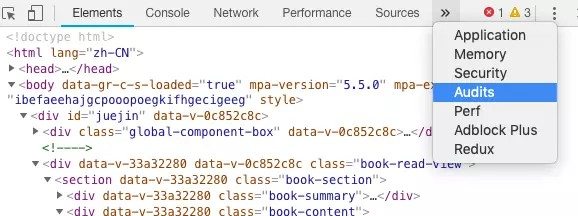 Elements Console Network Performance Sources » 1 3
Application
Memory
Security
Audits
Perf
Adblock Plus
Redux
<!doctype html>
<html lang="zh-CN">
<head>…</head>
<body data-gr-c-s-loaded="true" mpa-version="5.5.0" mpa-ex
"ibefaeehajgcpooopoegkifhgecigeeg" style>
<div id="juejin" data-v-0c852c8c>
<div class="global-component-box" data-v-0c852c8c>…</d
<!---->
<div data-v-33a32280 data-v-0c852c8c class="book-read-view">
<section data-v-33a32280 class="book-section">
<div data-v-33a32280 class="book-summary">…</div>
<div data-v-33a32280 class="book-content">